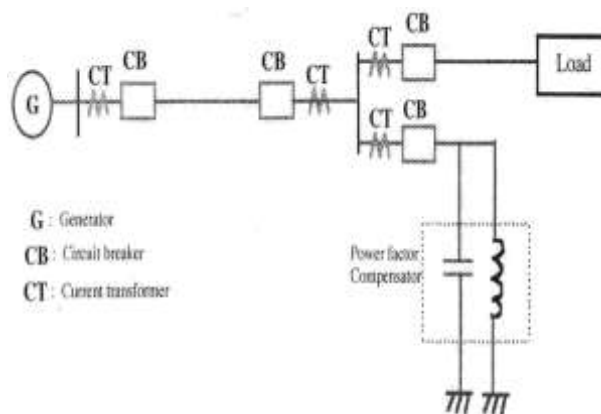 CT
CB
CB
CT
CT
CB
Load
G
CT
CB
G : Generator
CB : Circuit breaker
CT : Current transformer
Power factor
Compensator